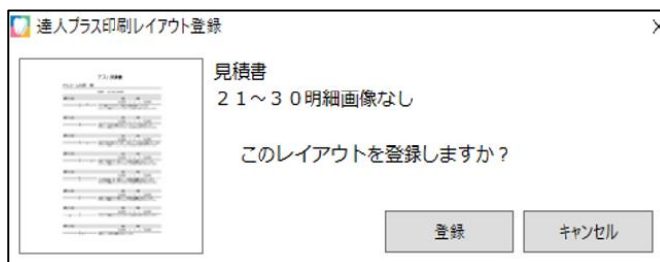 達人プラス印刷レイアウト登録
見積書
２１～３０明細画像なし
このレイアウトを登録しますか？
登録
キャンセル